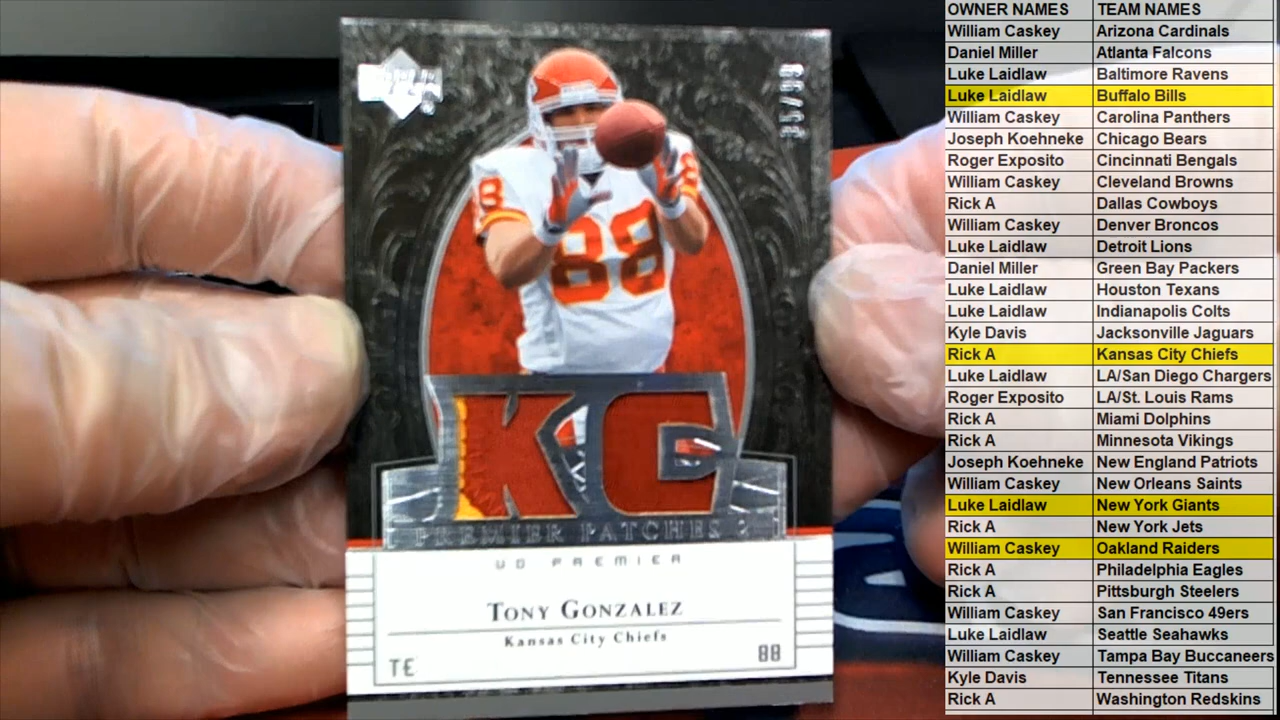 88
88
8
KC
PREMIER PATCHES 2
UD PREMIER
TONY GONZALEZ
Kansas City Chiefs
TE
88
OWNER NAMES TEAM NAMES
William Caskey Arizona Cardinals
Daniel Miller Atlanta Falcons
Luke Laidlaw Baltimore Ravens
Luke Laidlaw Buffalo Bills
William Caskey Carolina Panthers
Joseph Koehneke Chicago Bears
Roger Exposito Cincinnati Bengals
William Caskey Cleveland Browns
Rick A Dallas Cowboys
William Caskey Denver Broncos
Luke Laidlaw Detroit Lions
Daniel Miller Green Bay Packers
Luke Laidlaw Houston Texans
Luke Laidlaw Indianapolis Colts
Kyle Davis Jacksonville Jaguars
Rick A Kansas City Chiefs
Luke Laidlaw LA/San Diego Chargers
Roger Exposito LA/St. Louis Rams
Rick A Miami Dolphins
Rick A Minnesota Vikings
Joseph Koehneke New England Patriots
William Caskey New Orleans Saints
Luke Laidlaw New York Giants
Rick A New York Jets
William Caskey Oakland Raiders
Rick A Philadelphia Eagles
Rick A Pittsburgh Steelers
William Caskey San Francisco 49ers
Luke Laidlaw Seattle Seahawks
William Caskey Tampa Bay Buccaneers
Kyle Davis Tennessee Titans
Rick A Washington Redskins